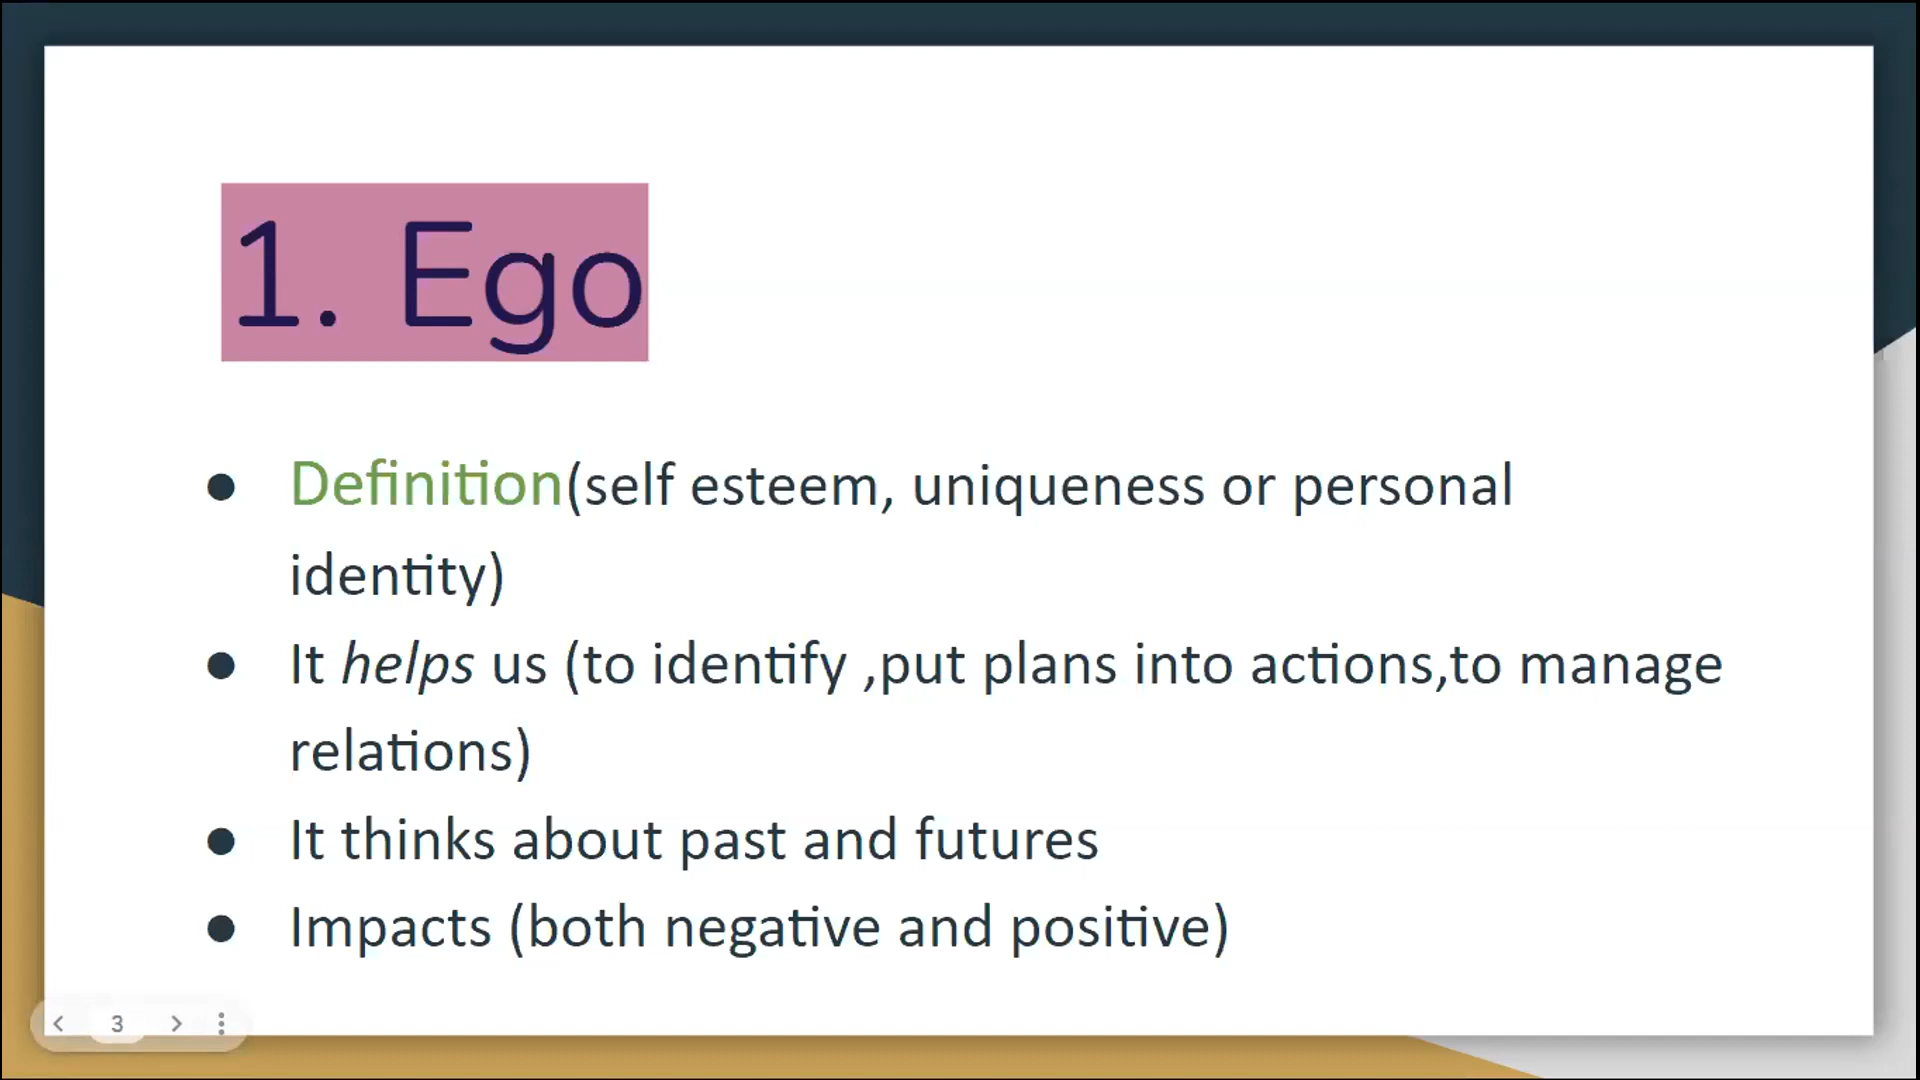 1. Ego
● Definition(self esteem, uniqueness or personal
identity)
● It helps us (to identify ,put plans into actions,to manage
relations)
● It thinks about past and futures
● Impacts (both negative and positive)
3